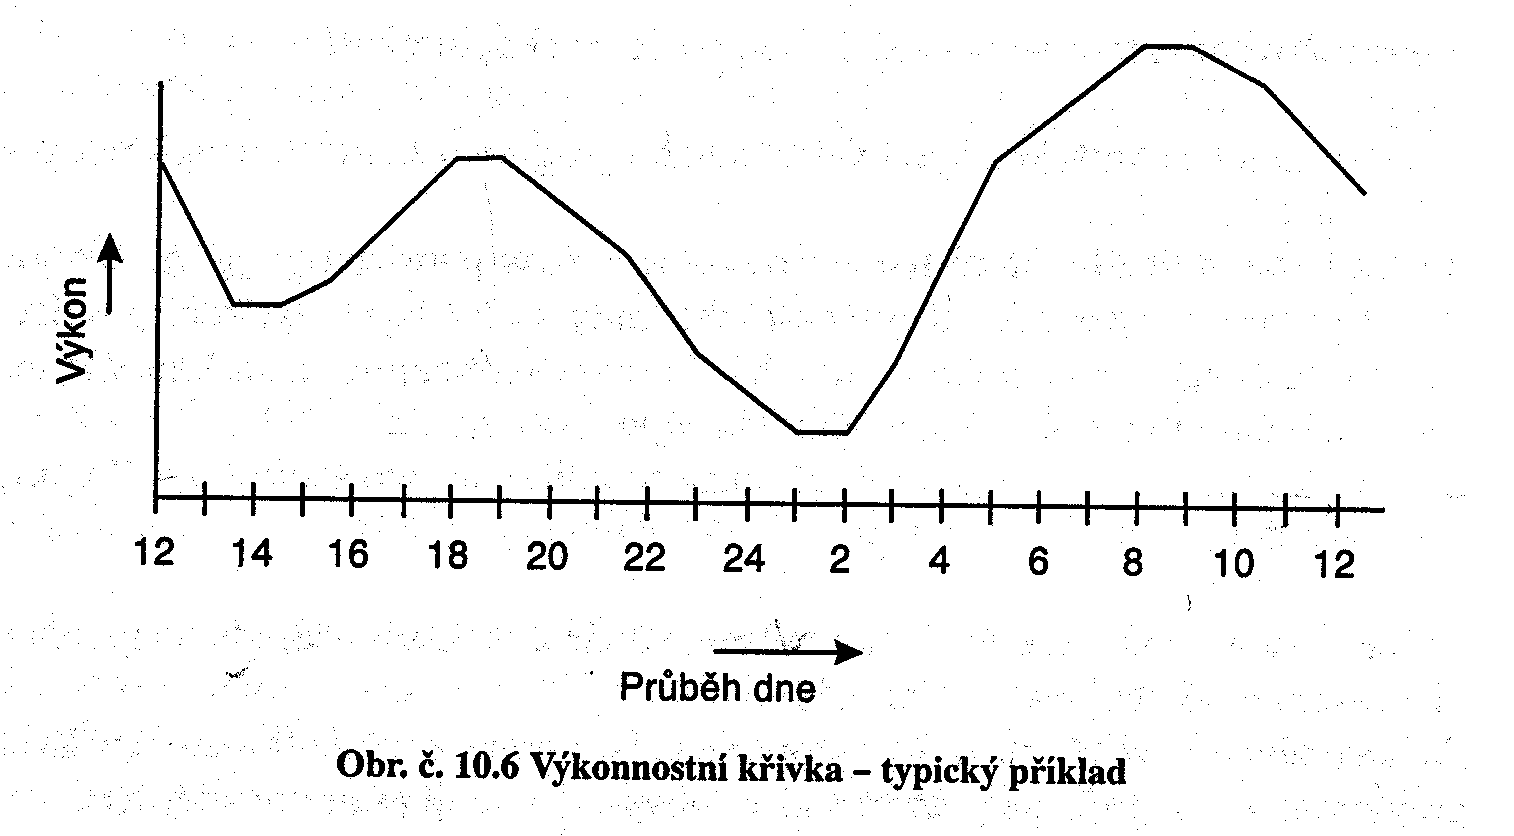 Výkon
12 14 16 18 20 22 24 2 4 6 8 10 12
Průběh dne
Obr. č. 10.6 Výkonnostní křivka – typický příklad